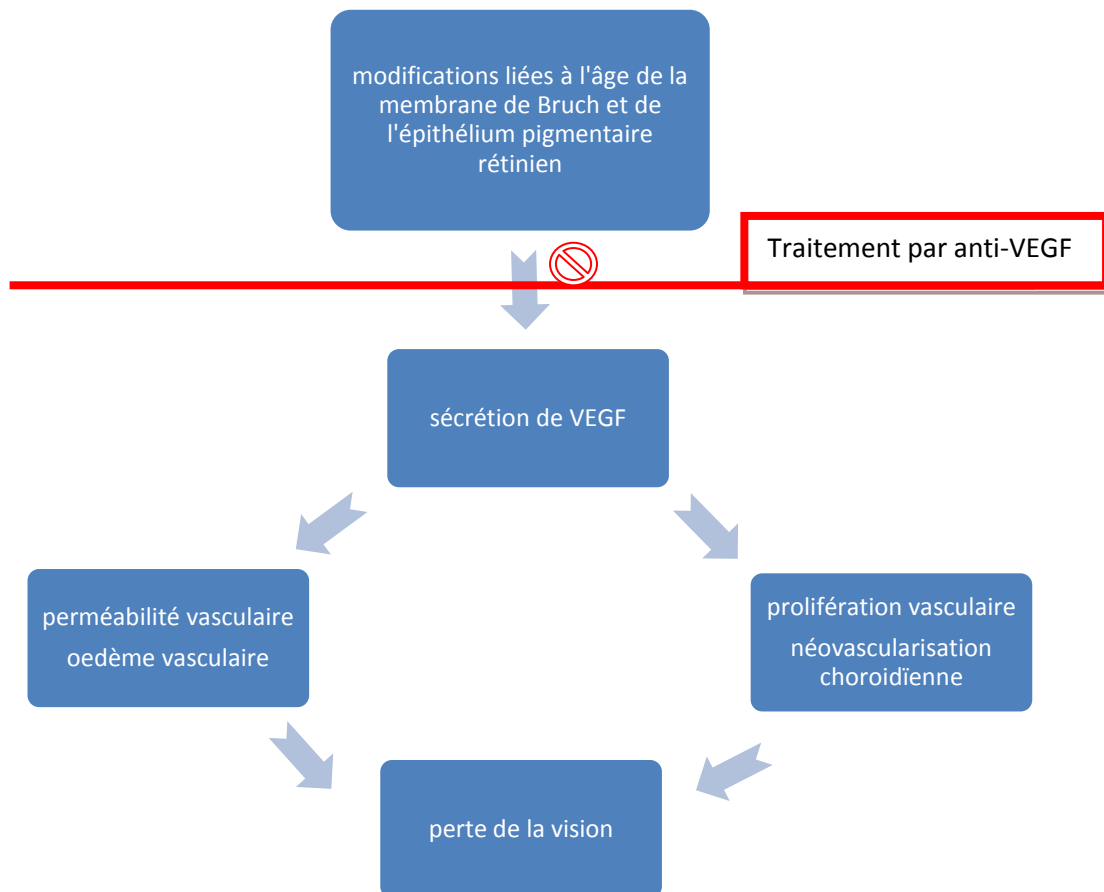 modifications liées à l'âge de la
membrane de Bruch et de
l'épithélium pigmentaire
rétinien
Traitement par anti-VEGF
sécrétion de VEGF
perméabilité vasculaire
oedème vasculaire
prolifération vasculaire
néovascularisation
choroidïenne
perte de la vision